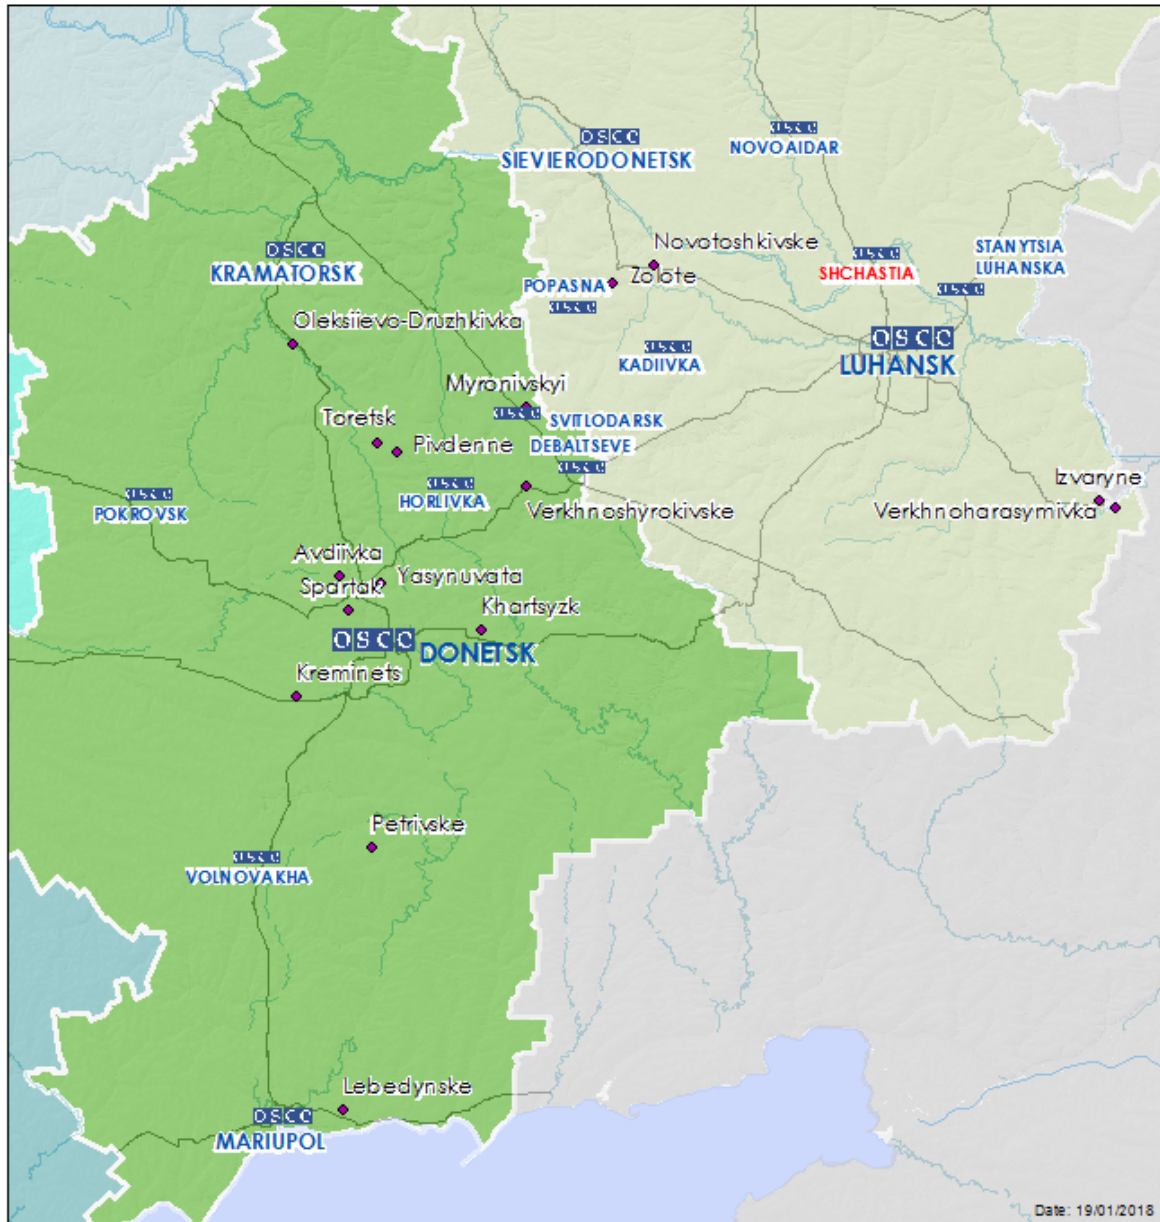 OSCE
SIEVIERODONETSK
OSCE
NOVOAIDAR
OSCE
KRAMATORSK
Novotoshkivske
Zolote
OSCE
SHCHASTIA
STANYTSIA
LUHANSKA
OSCE
POPASNA
OSCE
Oleksiievo-Druzhkivka
OSCE
LUHANSK
OSCE
KADIIVKA
Myronivskyi
OSCE
SVITLODARSK
Toretsk
Pivdenne
DEBALTSEVE
OSCE
OSCE
POKROVSK
OSCE
HORLIVKA
Verkhnoshyrokivske
Izvaryne
Verkhnoharasymivka
Avdiivka
Yasynuvata
Spartak
Khartsyzk
OSCE
DONETSK
Kreminets
Petrivske
OSCE
VOLNOVAKHA
Lebedynske
OSCE
MARIUPOL
Date: 19/01/2018